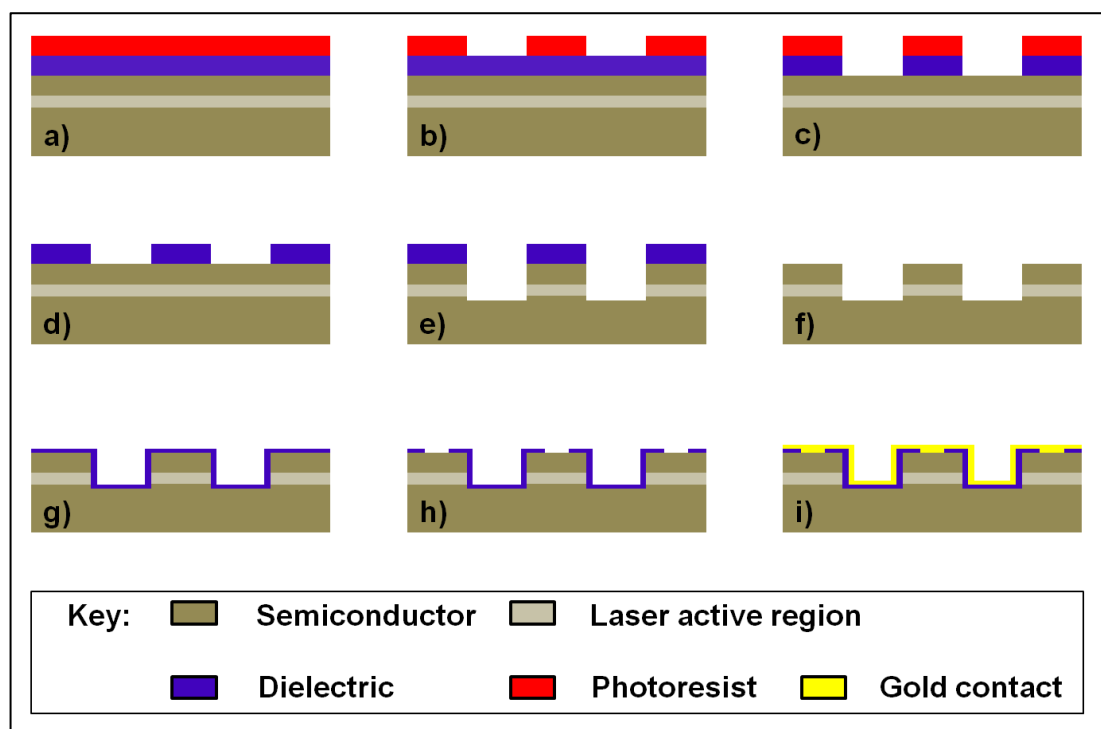 a) b) c)
d) e) f)
g) h) i)
Key: Semiconductor Laser active region
Dielectric Photoresist Gold contact